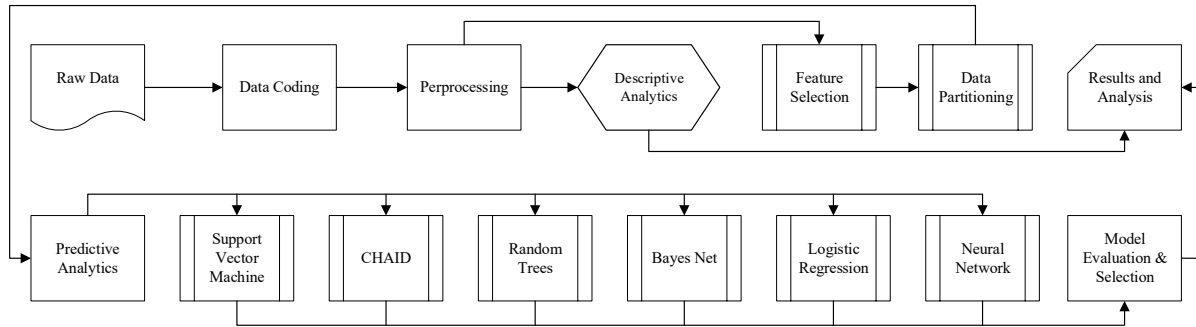 Raw Data
Data Coding
Perprocessing
Descriptive
Analytics
Feature
Selection
Data
Partitioning
Results and
Analysis
Predictive
Analytics
Support
Vector
Machine
CHAID
Random
Trees
Bayes Net
Logistic
Regression
Neural
Network
Model
Evaluation &
Selection